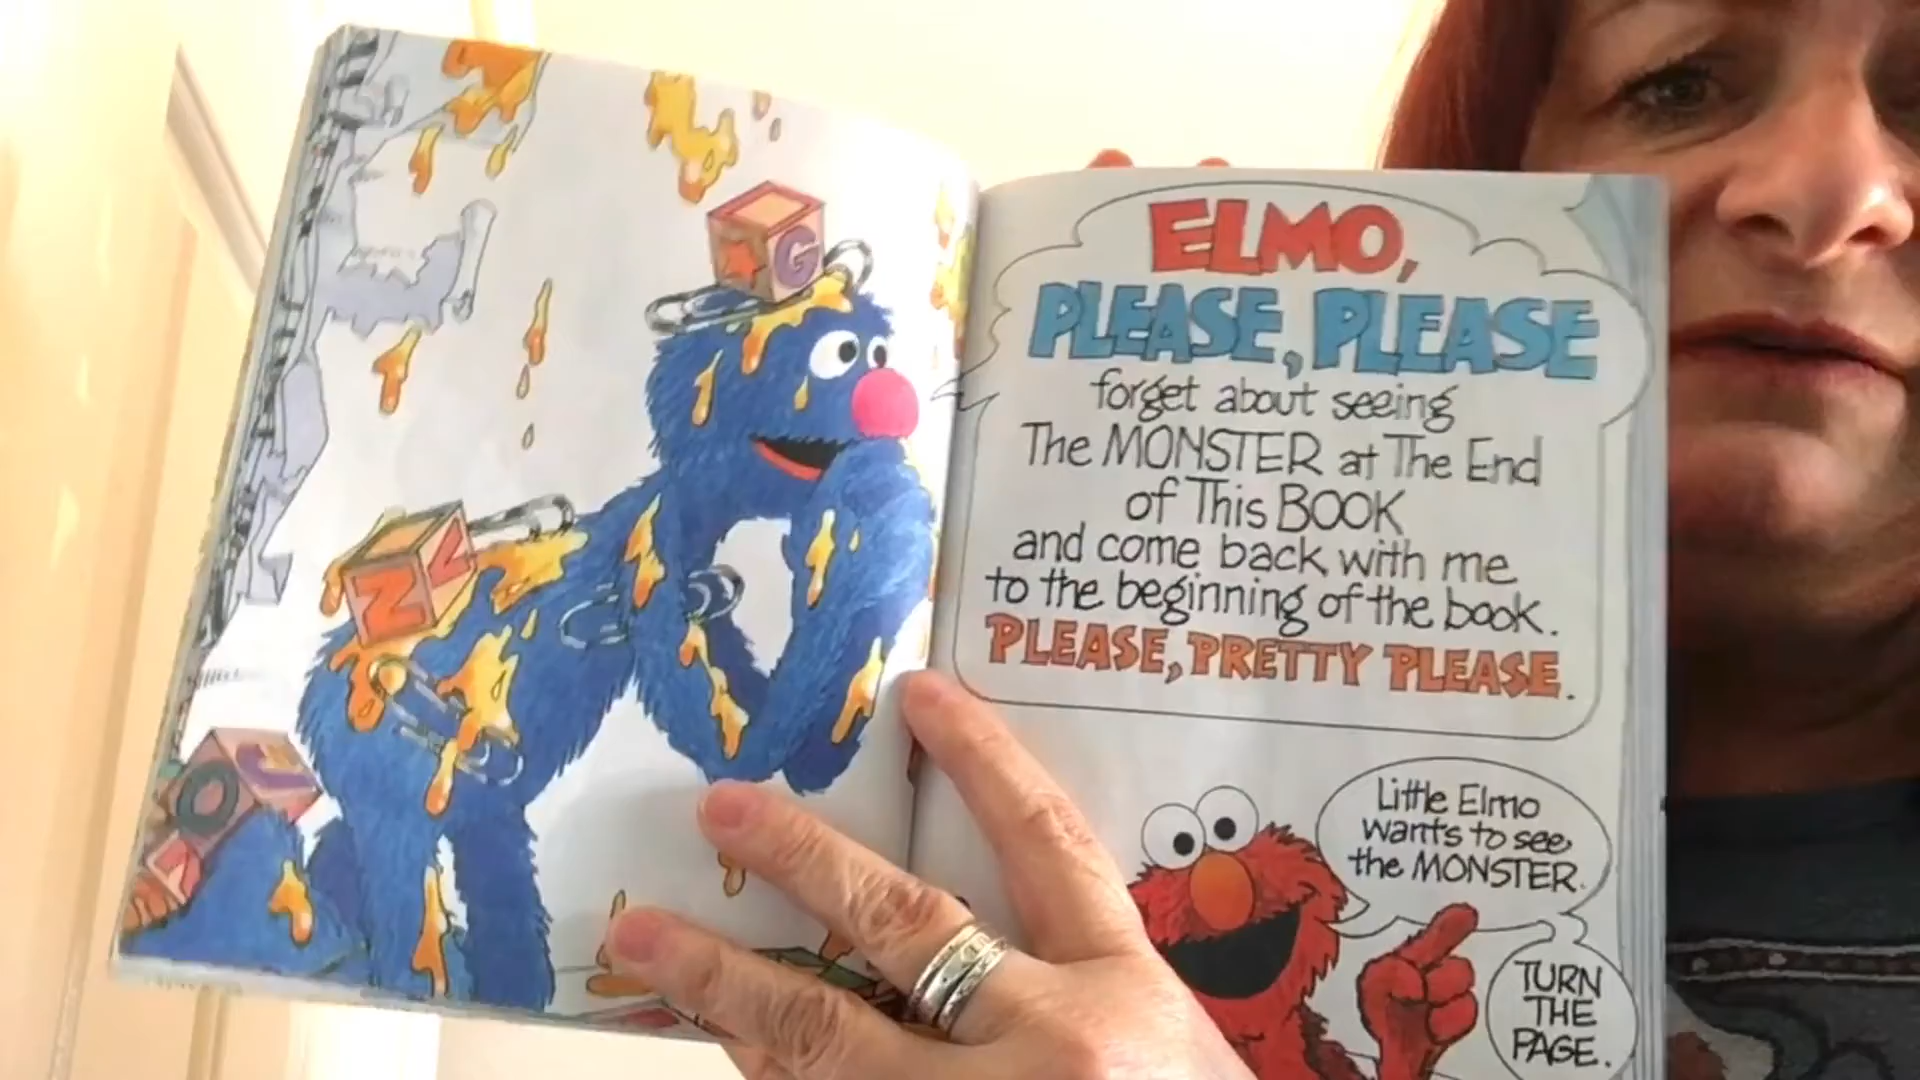 G
N
Z
O
J
ELMO,
PLEASE, PLEASE
forget about seeing
The MONSTER at The End
of This BOOK
and come back with me
to the beginning of the book.
PLEASE, PRETTY PLEASE.
Little Elmo
wants to see
the MONSTER.
TURN
THE
PAGE.